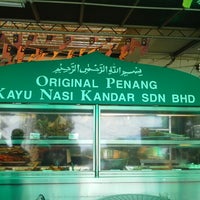 بِسْمِ اللهِ الرَّحْمٰنِ الرَّحِيْمِ
ORIGINAL PENANG
KAYU NASI KANDAR SDN BHD